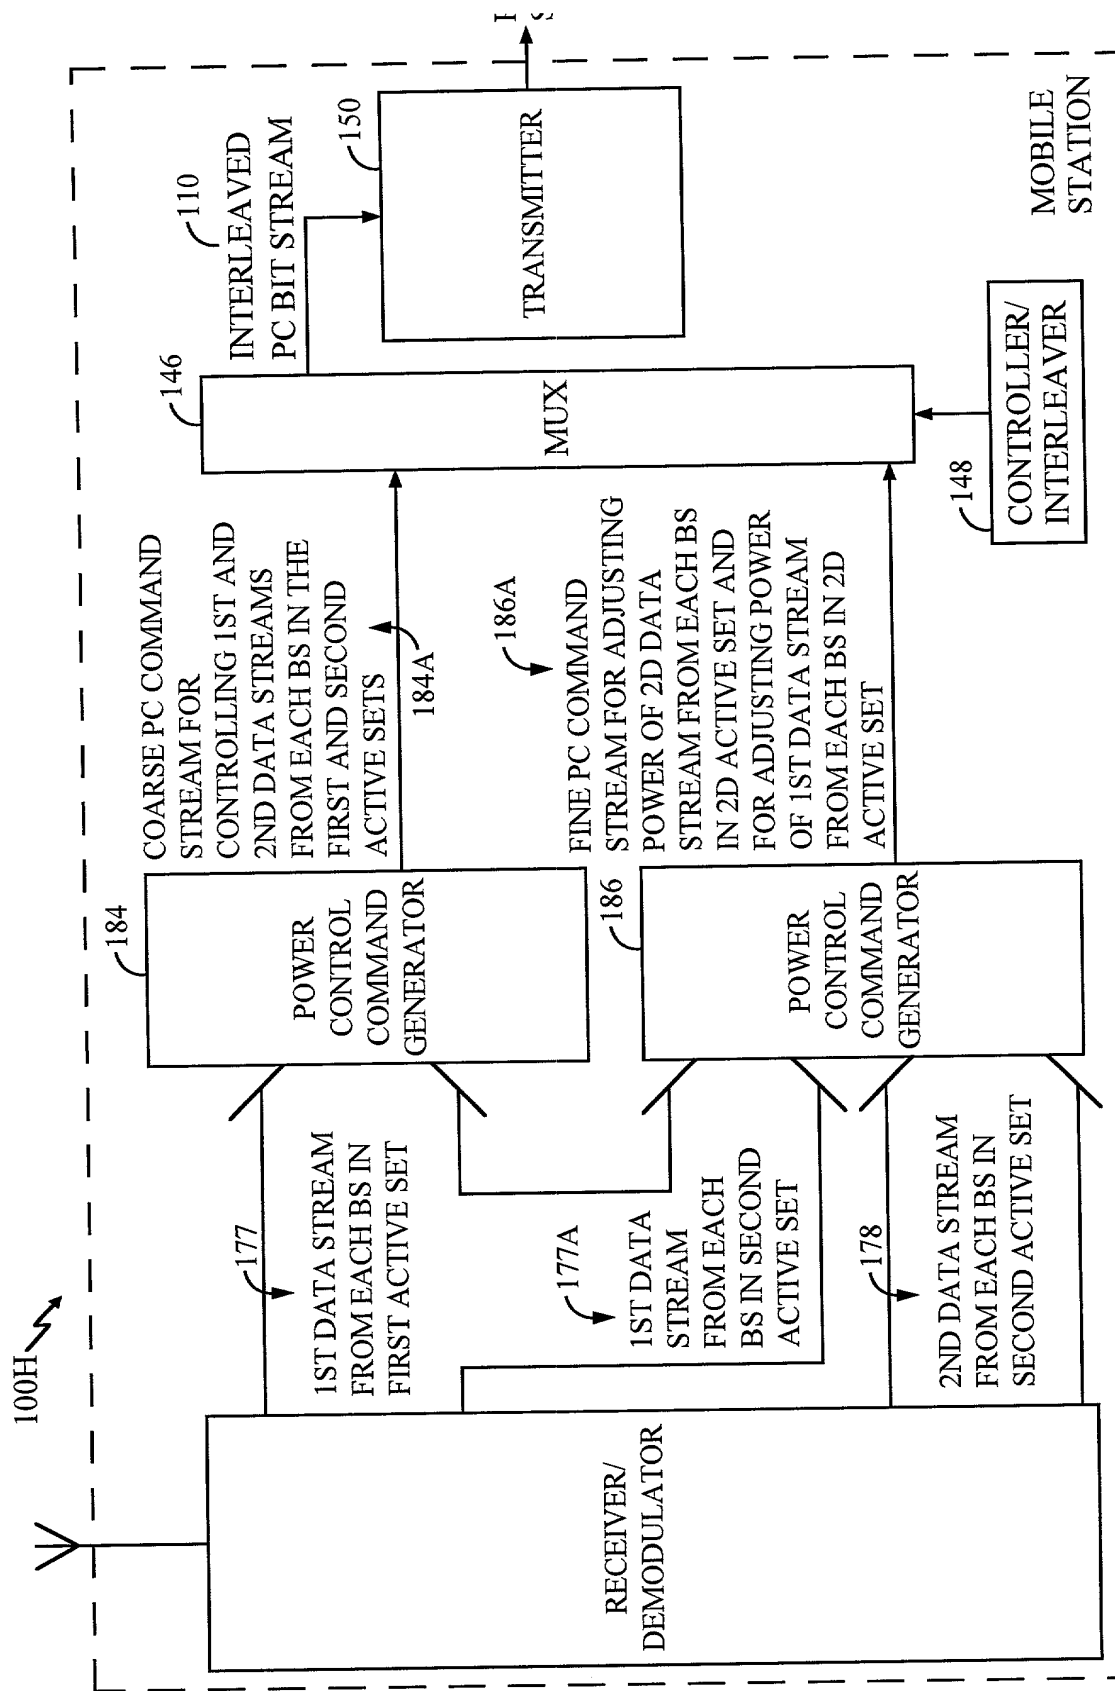 100H
RECEIVER/
DEMODULATOR
177
1ST DATA STREAM
FROM EACH BS IN
FIRST ACTIVE SET
177A
1ST DATA
STREAM
FROM EACH
BS IN SECOND
ACTIVE SET
178
2ND DATA STREAM
FROM EACH BS IN
SECOND ACTIVE SET
184
POWER
CONTROL
COMMAND
GENERATOR
186
POWER
CONTROL
COMMAND
GENERATOR
COARSE PC COMMAND
STREAM FOR
CONTROLLING 1ST AND
2ND DATA STREAMS
FROM EACH BS IN THE
FIRST AND SECOND
ACTIVE SETS
184A
186A
FINE PC COMMAND
STREAM FOR ADJUSTING
POWER OF 2D DATA
STREAM FROM EACH BS
IN 2D ACTIVE SET AND
FOR ADJUSTING POWER
OF 1ST DATA STREAM
FROM EACH BS IN 2D
ACTIVE SET
146
MUX
148
CONTROLLER/
INTERLEAVER
110
INTERLEAVED
PC BIT STREAM
150
TRANSMITTER
MOBILE
STATION